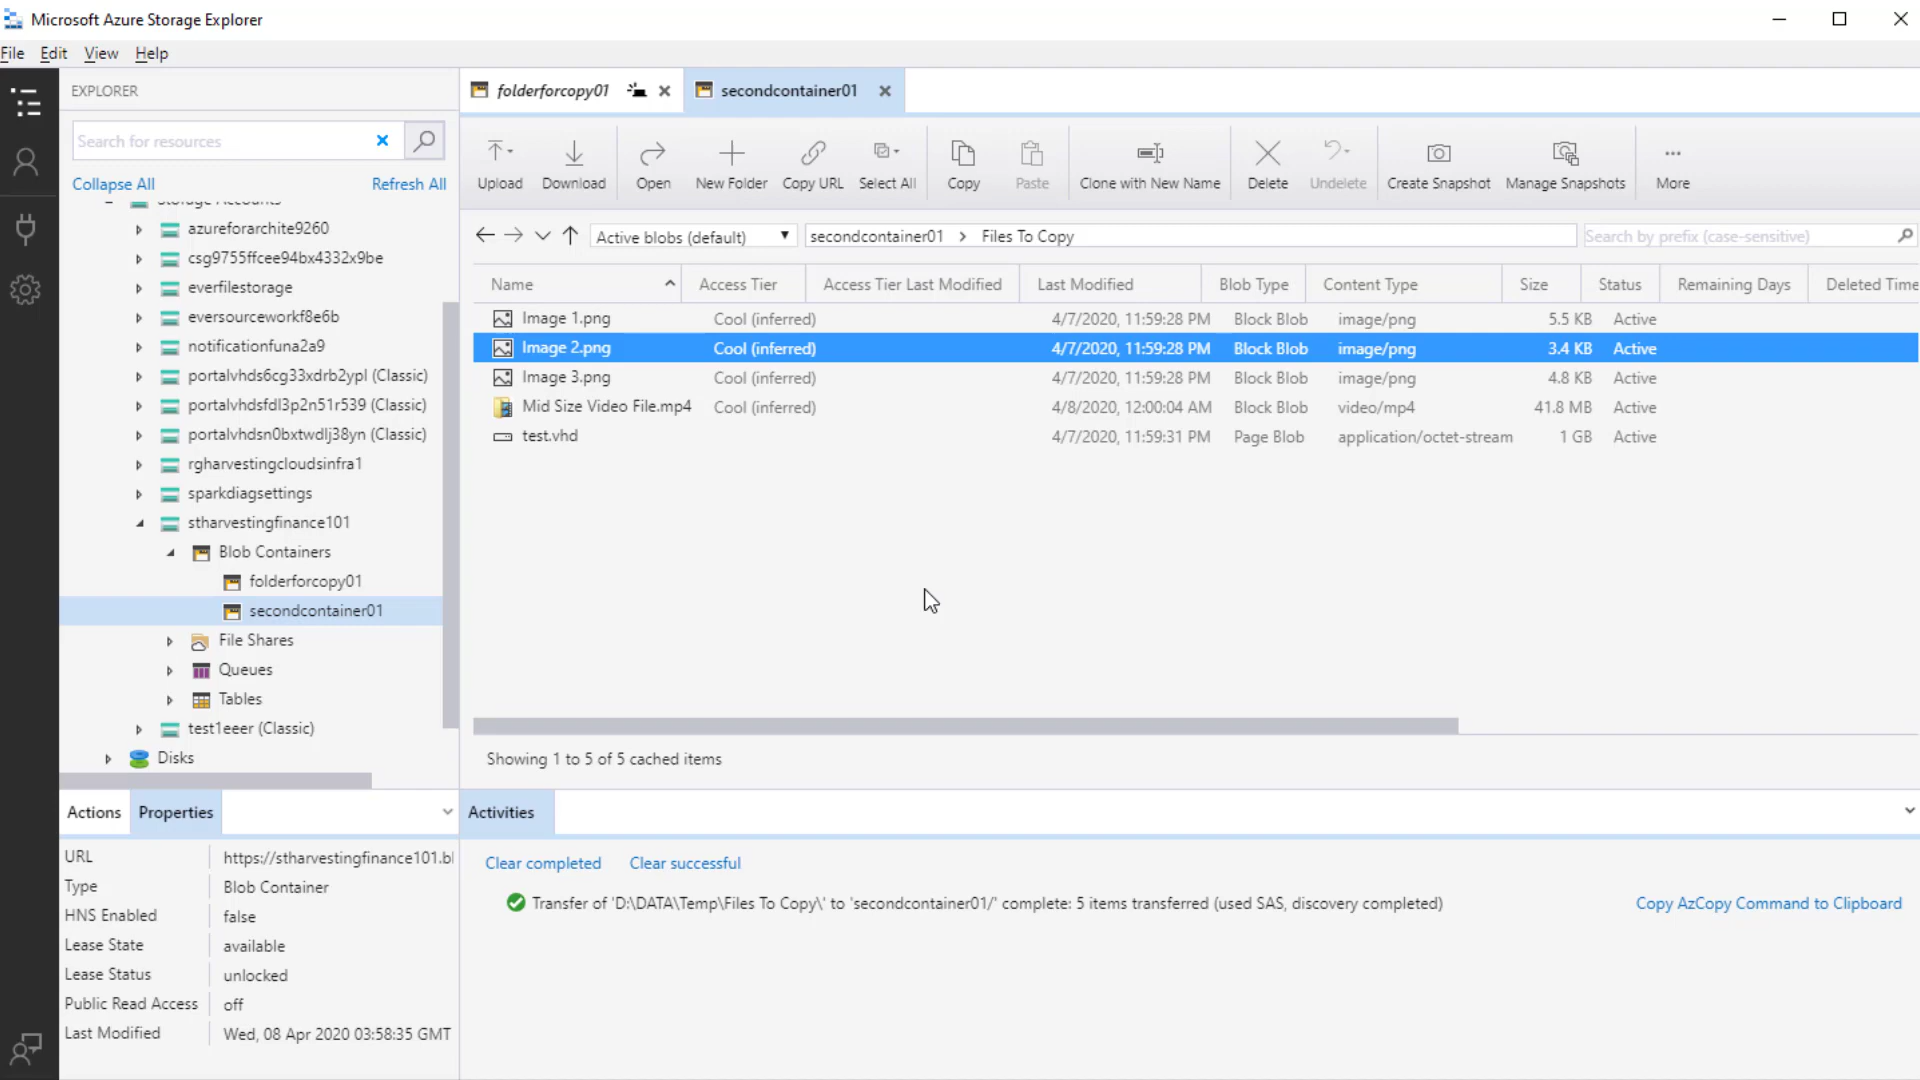 Microsoft Azure Storage Explorer
File Edit View Help
EXPLORER
Search for resources
Collapse All Refresh All
Storage Accounts
azureforarchite9260
csg9755ffcee94bx4332x9be
everfilestorage
eversourceworkf8e6b
notificationfuna2a9
portalvhds6cg33xdrb2ypl (Classic)
portalvhdsfdl3p2n51r539 (Classic)
portalvhdsn0bxtwdlj38yn (Classic)
rgharvestingcloudsinfra1
sparkdiagsettings
stharvestingfinance101
Blob Containers
folderforcopy01
secondcontainer01
File Shares
Queues
Tables
test1eeer (Classic)
Disks
Actions Properties
URL https://stharvestingfinance101.bl
Type Blob Container
HNS Enabled false
Lease State available
Lease Status unlocked
Public Read Access off
Last Modified Wed, 08 Apr 2020 03:58:35 GMT
folderforcopy01 secondcontainer01
Upload Download Open New Folder Copy URL Select All Copy Paste Clone with New Name Delete Undelete Create Snapshot Manage Snapshots More
Active blobs (default) secondcontainer01 Files To Copy Search by prefix (case-sensitive)
Name Access Tier Access Tier Last Modified Last Modified Blob Type Content Type Size Status Remaining Days Deleted Time
Image 1.png Cool (inferred) 4/7/2020, 11:59:28 PM Block Blob image/png 5.5 KB Active
Image 2.png Cool (inferred) 4/7/2020, 11:59:28 PM Block Blob image/png 3.4 KB Active
Image 3.png Cool (inferred) 4/7/2020, 11:59:28 PM Block Blob image/png 4.8 KB Active
Mid Size Video File.mp4 Cool (inferred) 4/8/2020, 12:00:04 AM Block Blob video/mp4 41.8 MB Active
test.vhd 4/7/2020, 11:59:31 PM Page Blob application/octet-stream 1 GB Active
Showing 1 to 5 of 5 cached items
Activities
Clear completed Clear successful
Transfer of 'D:\DATA\Temp\Files To Copy\' to 'secondcontainer01/' complete: 5 items transferred (used SAS, discovery completed) Copy AzCopy Command to Clipboard